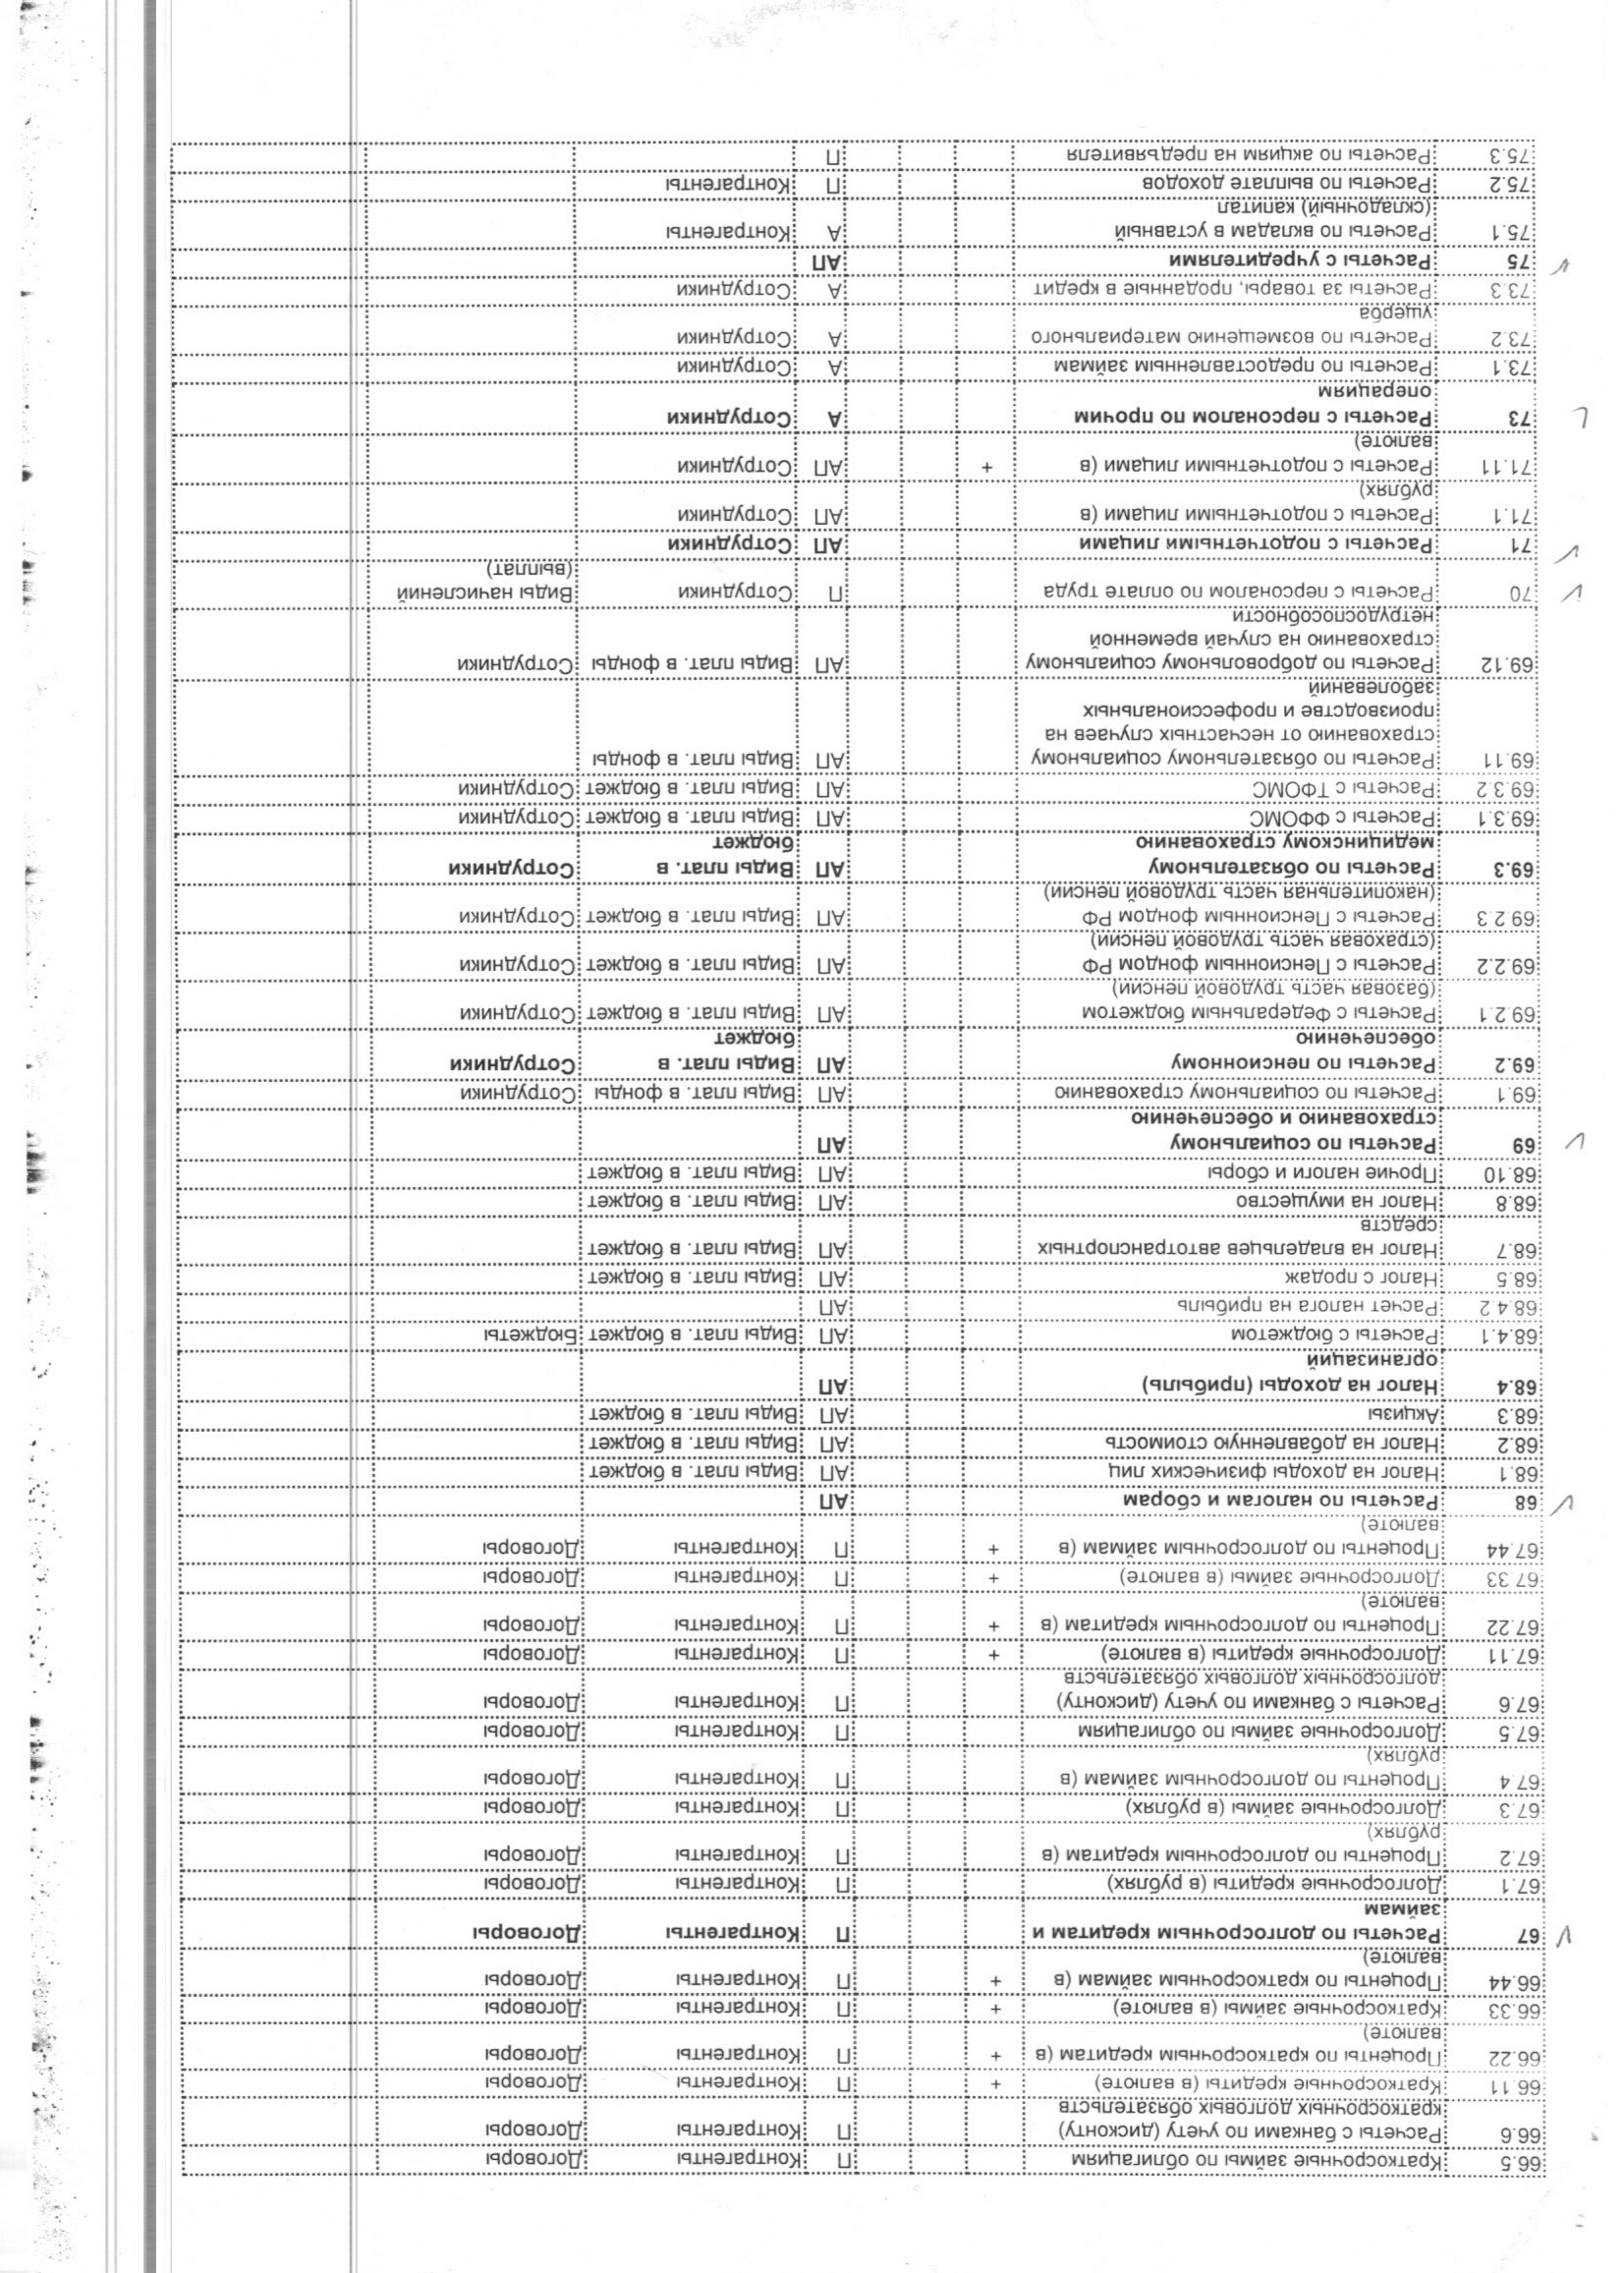 66.5 Краткосрочные займы по облигациям П Контрагенты Договоры
66.6 Расчеты с банками по учету (дисконту) П Контрагенты Договоры
краткосрочных долговых обязательств
66.11 Краткосрочные кредиты (в валюте) + П Контрагенты Договоры
66.22 Проценты по краткосрочным кредитам (в + П Контрагенты Договоры
валюте)
66.33 Краткосрочные займы (в валюте) + П Контрагенты Договоры
66.44 Проценты по краткосрочным займам (в + П Контрагенты Договоры
валюте)
67 Расчеты по долгосрочным кредитам и П Контрагенты Договоры
займам
67.1 Долгосрочные кредиты (в рублях) П Контрагенты Договоры
67.2 Проценты по долгосрочным кредитам (в П Контрагенты Договоры
рублях)
67.3 Долгосрочные займы (в рублях) П Контрагенты Договоры
67.4 Проценты по долгосрочным займам (в П Контрагенты Договоры
рублях)
67.5 Долгосрочные займы по облигациям П Контрагенты Договоры
67.6 Расчеты с банками по учету (дисконту) П Контрагенты Договоры
долгосрочных долговых обязательств
67.11 Долгосрочные кредиты (в валюте) + П Контрагенты Договоры
67.22 Проценты по долгосрочным кредитам (в + П Контрагенты Договоры
валюте)
67.33 Долгосрочные займы (в валюте) + П Контрагенты Договоры
67.44 Проценты по долгосрочным займам (в + П Контрагенты Договоры
валюте)
68 Расчеты по налогам и сборам АП
68.1 Налог на доходы физических лиц АП Виды плат. в бюджет
68.2 Налог на добавленную стоимость АП Виды плат. в бюджет
68.3 Акцизы АП Виды плат. в бюджет
68.4 Налог на доходы (прибыль) АП
организаций
68.4.1 Расчеты с бюджетом АП Виды плат. в бюджет Бюджеты
68.4.2 Расчет налога на прибыль АП
68.5 Налог с продаж АП Виды плат. в бюджет
68.7 Налог на владельцев автотранспортных АП Виды плат. в бюджет
средств
68.8 Налог на имущество АП Виды плат. в бюджет
68.10 Прочие налоги и сборы АП Виды плат. в бюджет
69 Расчеты по социальному АП
страхованию и обеспечению
69.1 Расчеты по социальному страхованию АП Виды плат. в фонды Сотрудники
69.2 Расчеты по пенсионному АП Виды плат. в Сотрудники
обеспечению бюджет
69.2.1 Расчеты с Федеральным бюджетом АП Виды плат. в бюджет Сотрудники
(базовая часть трудовой пенсии)
69.2.2 Расчеты с Пенсионным фондом РФ АП Виды плат. в бюджет Сотрудники
(страховая часть трудовой пенсии)
69.2.3 Расчеты с Пенсионным фондом РФ АП Виды плат. в бюджет Сотрудники
(накопительная часть трудовой пенсии)
69.3 Расчеты по обязательному АП Виды плат. в Сотрудники
медицинскому страхованию бюджет
69.3.1 Расчеты с ФФОМС АП Виды плат. в бюджет Сотрудники
69.3.2 Расчеты с ТФОМС АП Виды плат. в бюджет Сотрудники
69.11 Расчеты по обязательному социальному АП Виды плат. в фонды
страхованию от несчастных случаев на
производстве и профессиональных
заболеваний
69.12 Расчеты по добровольному социальному АП Виды плат. в фонды Сотрудники
страхованию на случай временной
нетрудоспособности
70 Расчеты с персоналом по оплате труда П Сотрудники Виды начислений
(выплат)
71 Расчеты с подотчетными лицами АП Сотрудники
71.1 Расчеты с подотчетными лицами (в АП Сотрудники
рублях)
71.11 Расчеты с подотчетными лицами (в + АП Сотрудники
валюте)
73 Расчеты с персоналом по прочим А Сотрудники
операциям
73.1 Расчеты по предоставленным займам А Сотрудники
73.2 Расчеты по возмещению материального А Сотрудники
ущерба
73.3 Расчеты за товары, проданные в кредит А Сотрудники
75 Расчеты с учредителями АП
75.1 Расчеты по вкладам в уставный А Контрагенты
(складочный) капитал
75.2 Расчеты по выплате доходов П Контрагенты
75.3 Расчеты по акциям на предъявителя П